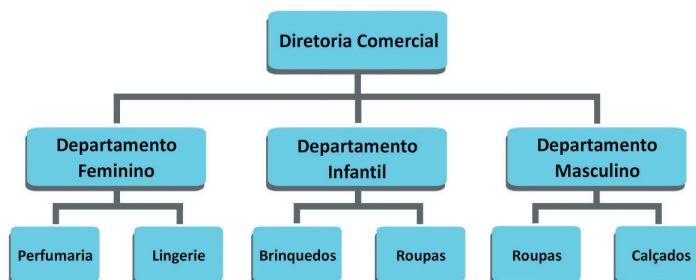 Diretoria Comercial
Departamento
Feminino
Departamento
Infantil
Departamento
Masculino
Perfumaria
Lingerie
Brinquedos
Roupas
Roupas
Calçados